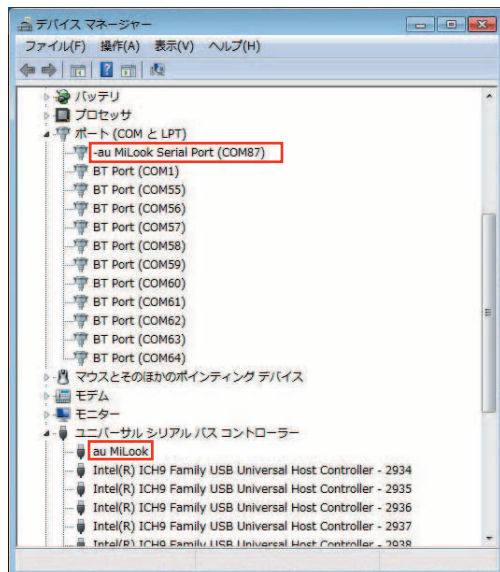 デバイス マネージャー
ファイル(F) 操作(A) 表示(V) ヘルプ(H)
バッテリ
プロセッサ
ポート (COM と LPT)
-au MiLook Serial Port (COM87)
BT Port (COM1)
BT Port (COM55)
BT Port (COM56)
BT Port (COM57)
BT Port (COM58)
BT Port (COM59)
BT Port (COM60)
BT Port (COM61)
BT Port (COM62)
BT Port (COM63)
BT Port (COM64)
マウスとそのほかのポインティング デバイス
モデム
モニター
ユニバーサル シリアル バス コントローラー
au MiLook
Intel(R) ICH9 Family USB Universal Host Controller - 2934
Intel(R) ICH9 Family USB Universal Host Controller - 2935
Intel(R) ICH9 Family USB Universal Host Controller - 2936
Intel(R) ICH9 Family USB Universal Host Controller - 2937
Intel(R) ICH9 Family USB Universal Host Controller - 2938